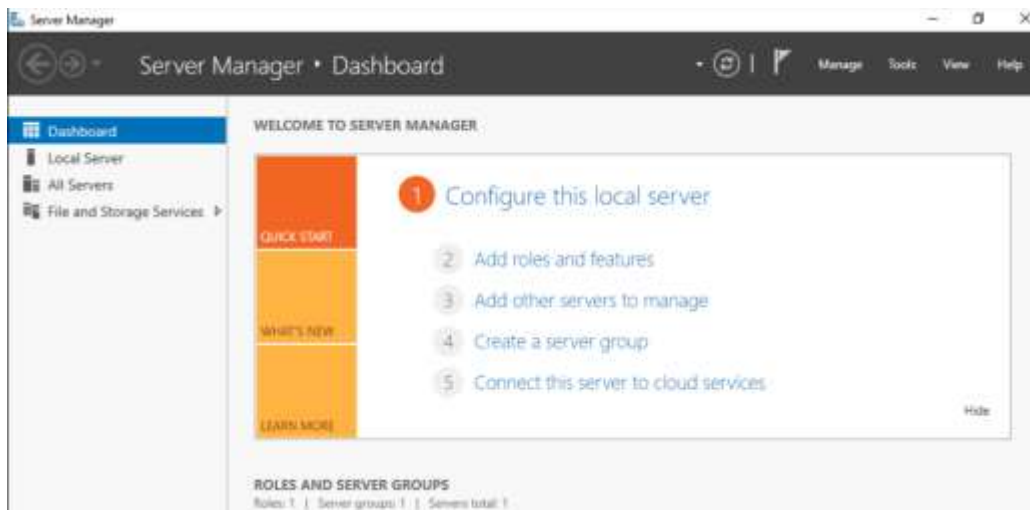 Server Manager
Server Manager • Dashboard
Manage Tools View Help
Dashboard
Local Server
All Servers
File and Storage Services
WELCOME TO SERVER MANAGER
QUICK START
WHAT'S NEW
LEARN MORE
1 Configure this local server
2 Add roles and features
3 Add other servers to manage
4 Create a server group
5 Connect this server to cloud services
Hide
ROLES AND SERVER GROUPS
Roles: 1 | Server groups: 1 | Servers total: 1